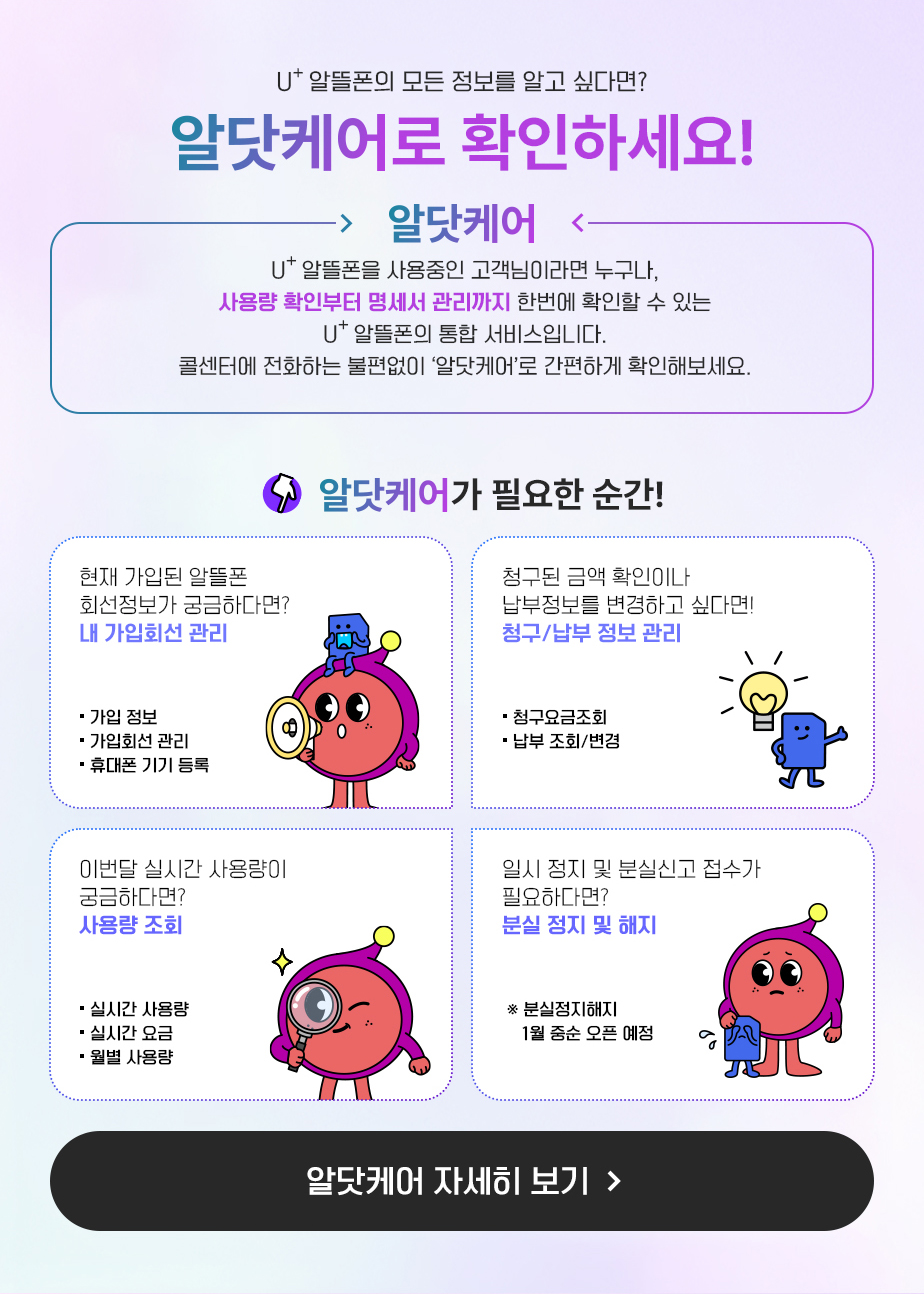 U+ 알뜰폰의 모든 정보를 알고 싶다면?
알닷케어로 확인하세요!
알닷케어
U+ 알뜰폰을 사용중인 고객님이라면 누구나,
사용량 확인부터 명세서 관리까지 한번에 확인할 수 있는
U+ 알뜰폰의 통합 서비스입니다.
콜센터에 전화하는 불편없이 ‘알닷케어’로 간편하게 확인해보세요.
알닷케어가 필요한 순간!
현재 가입된 알뜰폰
회선정보가 궁금하다면?
내 가입회선 관리
▪ 가입 정보
▪ 가입회선 관리
▪ 휴대폰 기기 등록
청구된 금액 확인이나
납부정보를 변경하고 싶다면!
청구/납부 정보 관리
▪ 청구요금조회
▪ 납부 조회/변경
이번달 실시간 사용량이
궁금하다면?
사용량 조회
▪ 실시간 사용량
▪ 실시간 요금
▪ 월별 사용량
일시 정지 및 분실신고 접수가
필요하다면?
분실 정지 및 해지
※ 분실정지해지
1월 중순 오픈 예정
알닷케어 자세히 보기 >